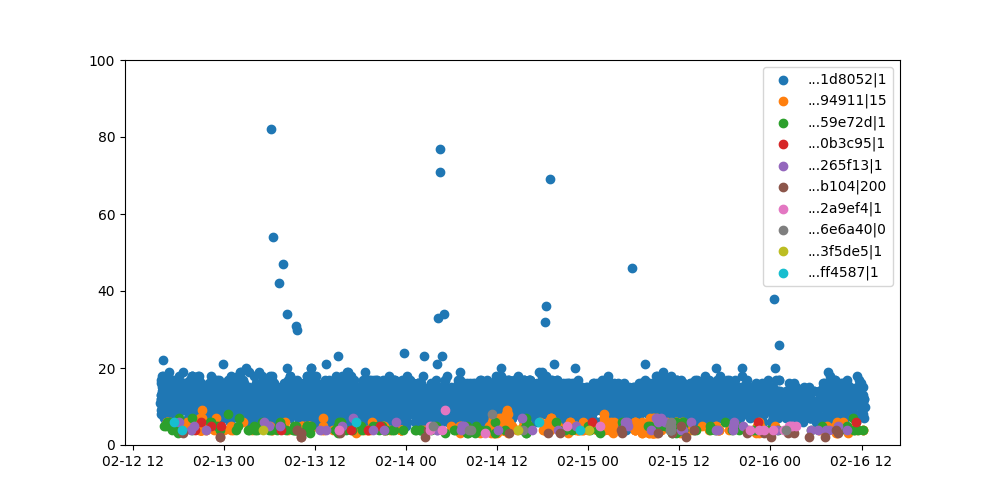 100
80
60
40
20
0
02-12 12
02-13 00
02-13 12
02-14 00
02-14 12
02-15 00
02-15 12
02-16 00
02-16 12
...1d8052|1
...94911|15
...59e72d|1
...0b3c95|1
...265f13|1
...b104|200
...2a9ef4|1
...6e6a40|0
...3f5de5|1
...ff4587|1